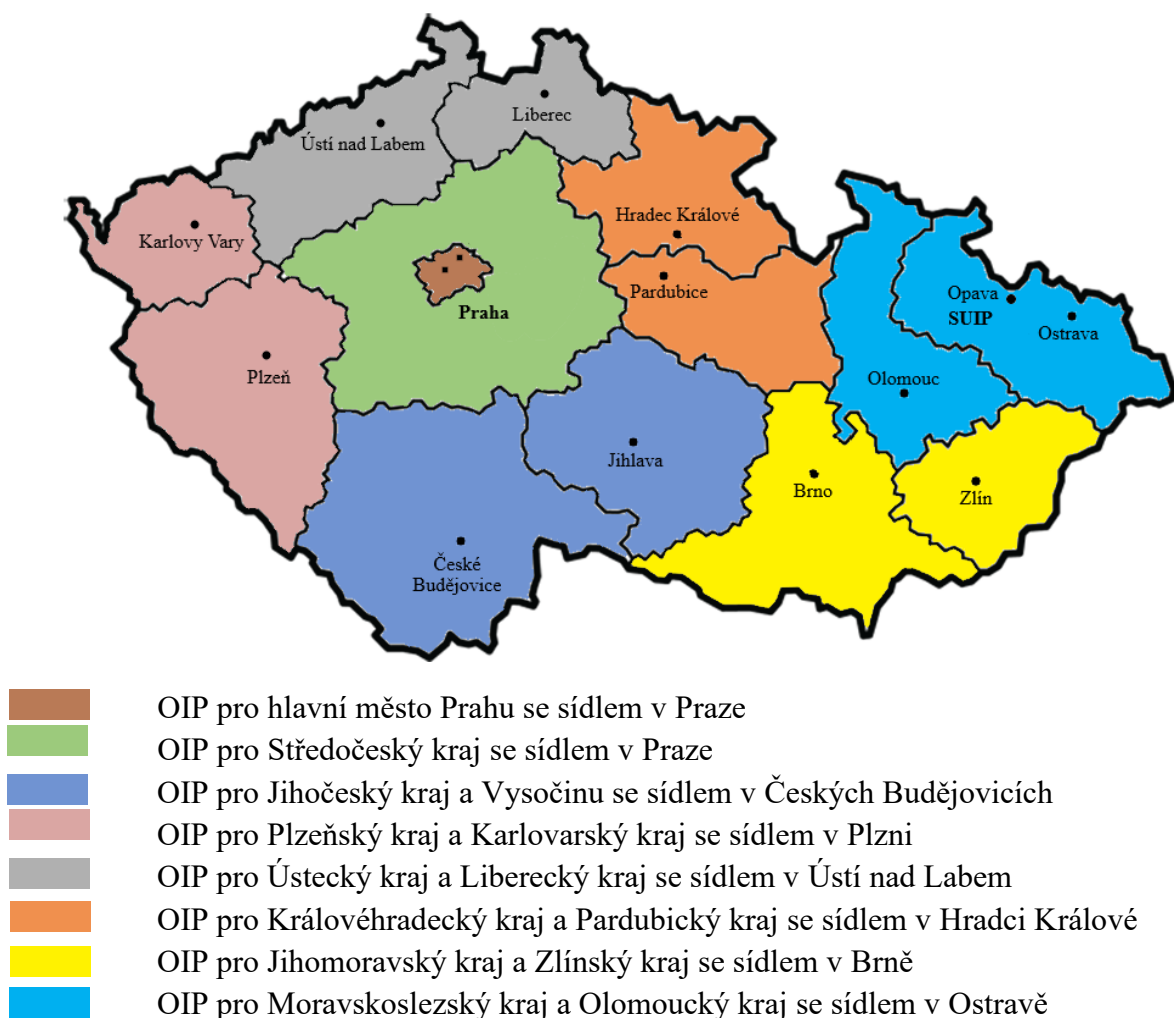 Liberec
Ústí nad Labem
Hradec Králové
Karlovy Vary
Pardubice
Opava
SUIP
Praha
Ostrava
Plzeň
Olomouc
Jihlava
Brno
Zlín
České
Budějovice
OIP pro hlavní město Prahu se sídlem v Praze
OIP pro Středočeský kraj se sídlem v Praze
OIP pro Jihočeský kraj a Vysočinu se sídlem v Českých Budějovicích
OIP pro Plzeňský kraj a Karlovarský kraj se sídlem v Plzni
OIP pro Ústecký kraj a Liberecký kraj se sídlem v Ústí nad Labem
OIP pro Královéhradecký kraj a Pardubický kraj se sídlem v Hradci Králové
OIP pro Jihomoravský kraj a Zlínský kraj se sídlem v Brně
OIP pro Moravskoslezský kraj a Olomoucký kraj se sídlem v Ostravě